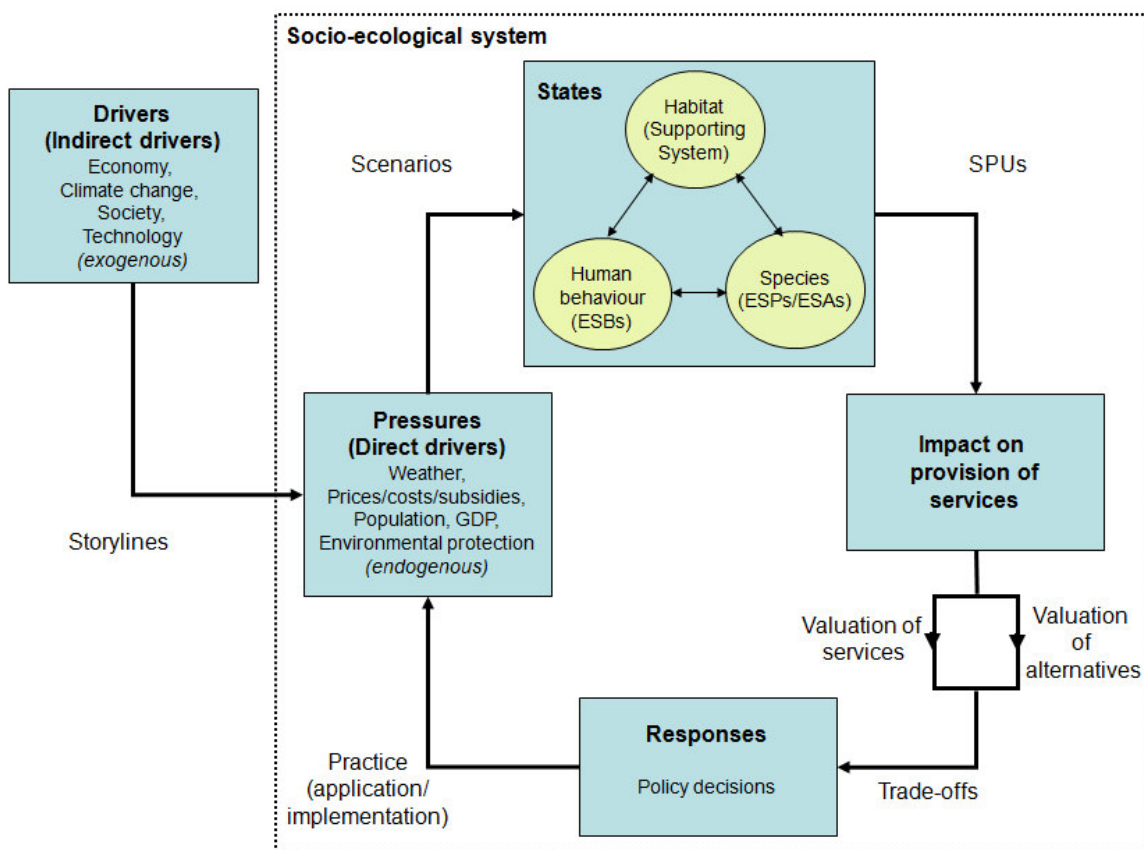 Socio-ecological system
Drivers
(Indirect drivers)
Economy,
Climate change,
Society,
Technology
(exogenous)
Storylines
Scenarios
States
Habitat
(Supporting
System)
Human
behaviour
(ESBs)
Species
(ESPs/ESAs)
SPUs
Pressures
(Direct drivers)
Weather,
Prices/costs/subsidies,
Population, GDP,
Environmental protection
(endogenous)
Impact on
provision of
services
Valuation of
services
Valuation
of
alternatives
Trade-offs
Responses
Policy decisions
Practice
(application/
implementation)